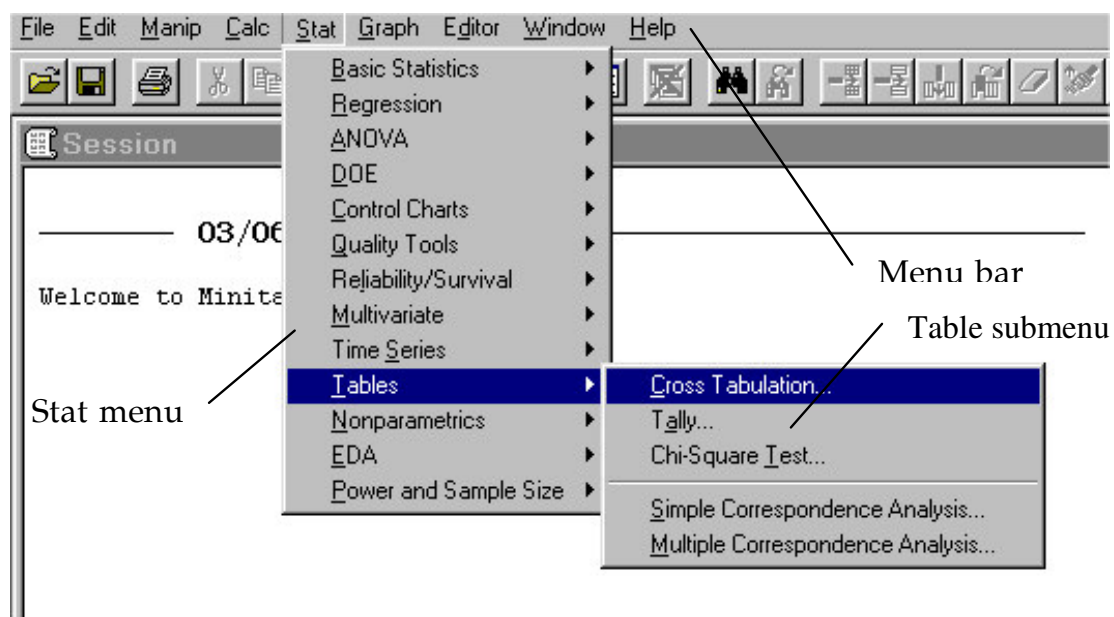 File Edit Manip Calc Stat Graph Editor Window Help
Basic Statistics
Regression
ANOVA
DOE
Control Charts
Quality Tools
Reliability/Survival
Multivariate
Time Series
Tables
Nonparametrics
EDA
Power and Sample Size
Session
03/06
Welcome to Minita
Cross Tabulation...
Tally...
Chi-Square Test...
Simple Correspondence Analysis...
Multiple Correspondence Analysis...
Menu bar
Table submenu
Stat menu